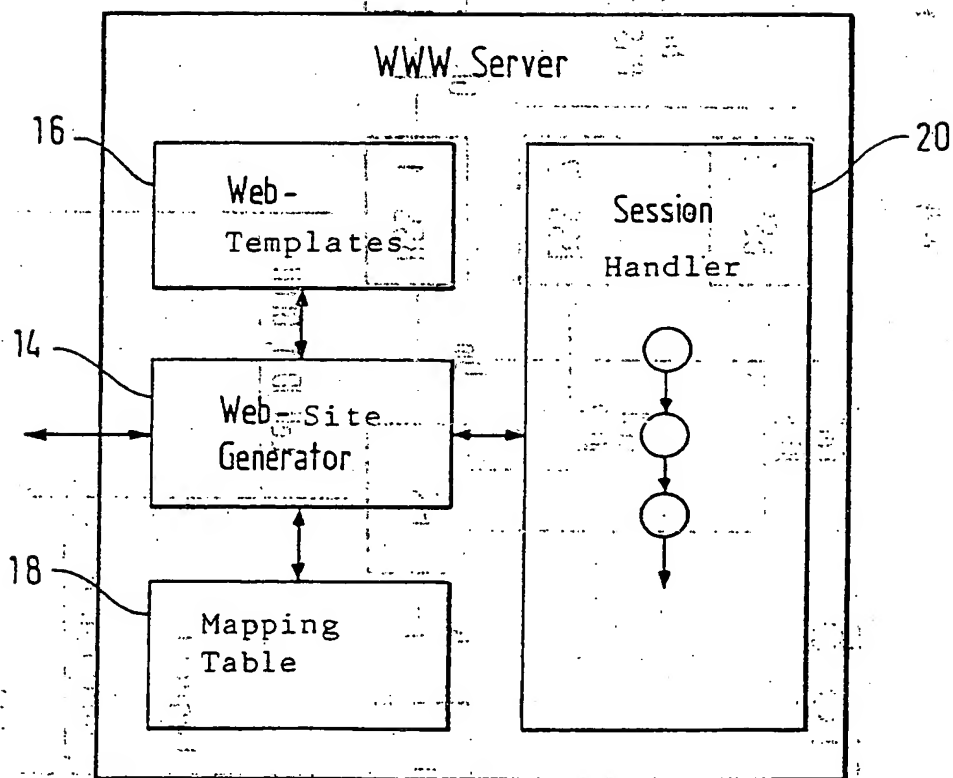 WWW Server
16
20
Web-
Templates
Session
Handler
14
Web-Site
Generator
18
Mapping
Table